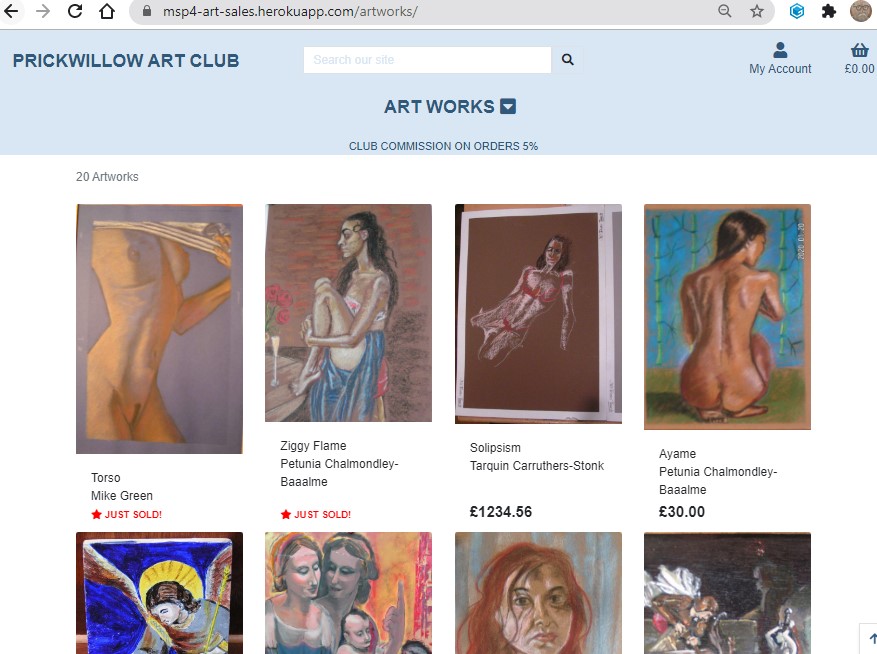 msp4-art-sales.herokuapp.com/artworks/
PRICKWILLOW ART CLUB
Search our site
My Account
£0.00
ART WORKS
CLUB COMMISSION ON ORDERS 5%
20 Artworks
Torso
Mike Green
JUST SOLD!
Ziggy Flame
Petunia Chalmondley-
Baaalme
JUST SOLD!
Solipsism
Tarquin Carruthers-Stonk
£1234.56
Ayame
Petunia Chalmondley-
Baaalme
£30.00